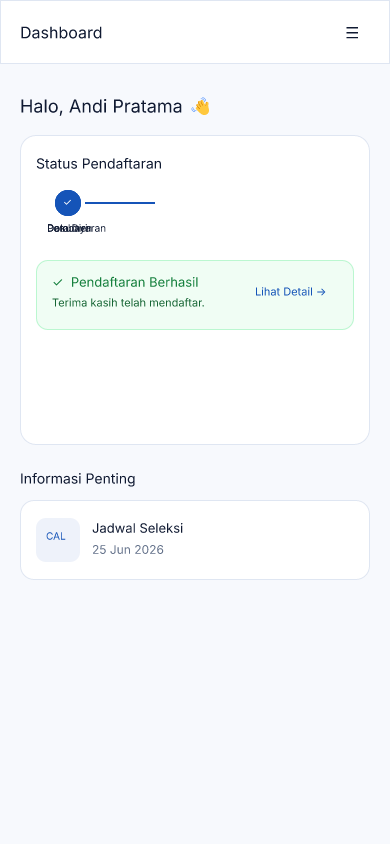 Dashboard ☰
Halo, Andi Pratama 👋
Status Pendaftaran
✓
✓ Pendaftaran Berhasil
Terima kasih telah mendaftar.
Lihat Detail →
Informasi Penting
CAL
Jadwal Seleksi
25 Jun 2026